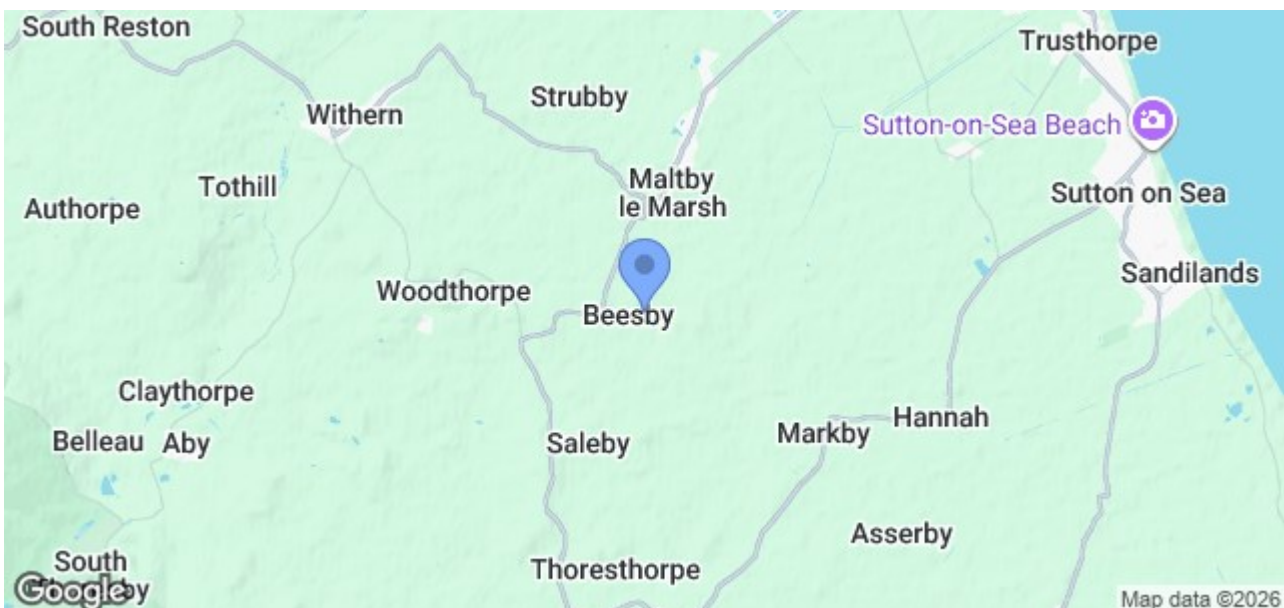 South Reston
Trusthorpe
Strubby
Withern
Sutton-on-Sea Beach
Maltby
le Marsh
Tothill
Sutton on Sea
Authorpe
Sandilands
Woodthorpe
Beesby
Claythorpe
Hannah
Markby
Belleau
Aby
Saleby
Asserby
South
Thoresthorpe
Google
Map data ©2026